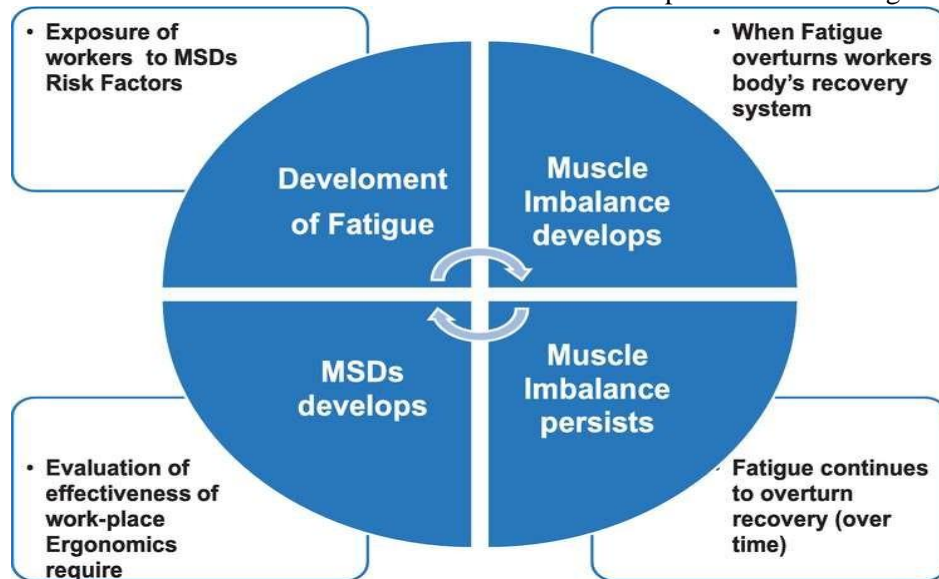 • Exposure of
workers to MSDs
Risk Factors
• When Fatigue
overturns workers
body's recovery
system
Develoment
of Fatigue
Muscle
Imbalance
develops
MSDs
develops
Muscle
Imbalance
persists
• Evaluation of
effectiveness of
work-place
Ergonomics
require
• Fatigue continues
to overturn
recovery (over
time)